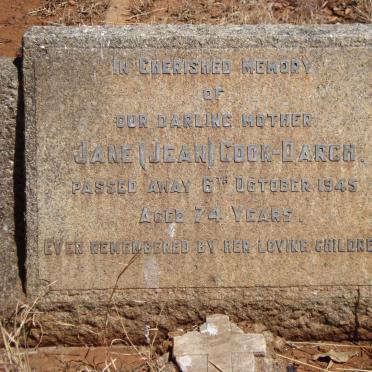 IN CHERISHED MEMORY
OF
OUR DARLING MOTHER
JANE (JEAN) COOK-DARCH.
PASSED AWAY 6TH OCTOBER 1945
AGED 74 YEARS.
EVER REMEMBERED BY HER LOVING CHILDRE